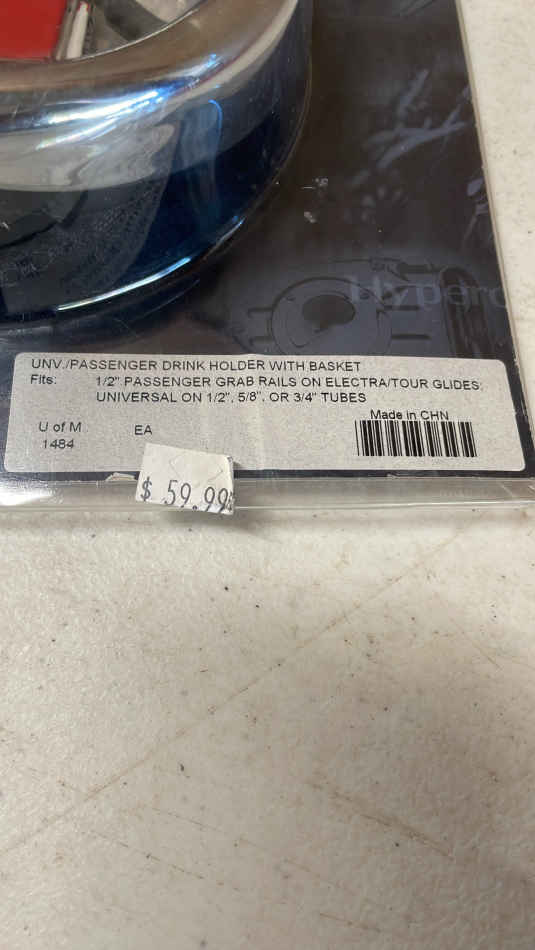 UNV./PASSENGER DRINK HOLDER WITH BASKET
Fits: 1/2" PASSENGER GRAB RAILS ON ELECTRA/TOUR GLIDES;
UNIVERSAL ON 1/2", 5/8", OR 3/4" TUBES
Made in CHN
U of M EA
1484
$ 59.99